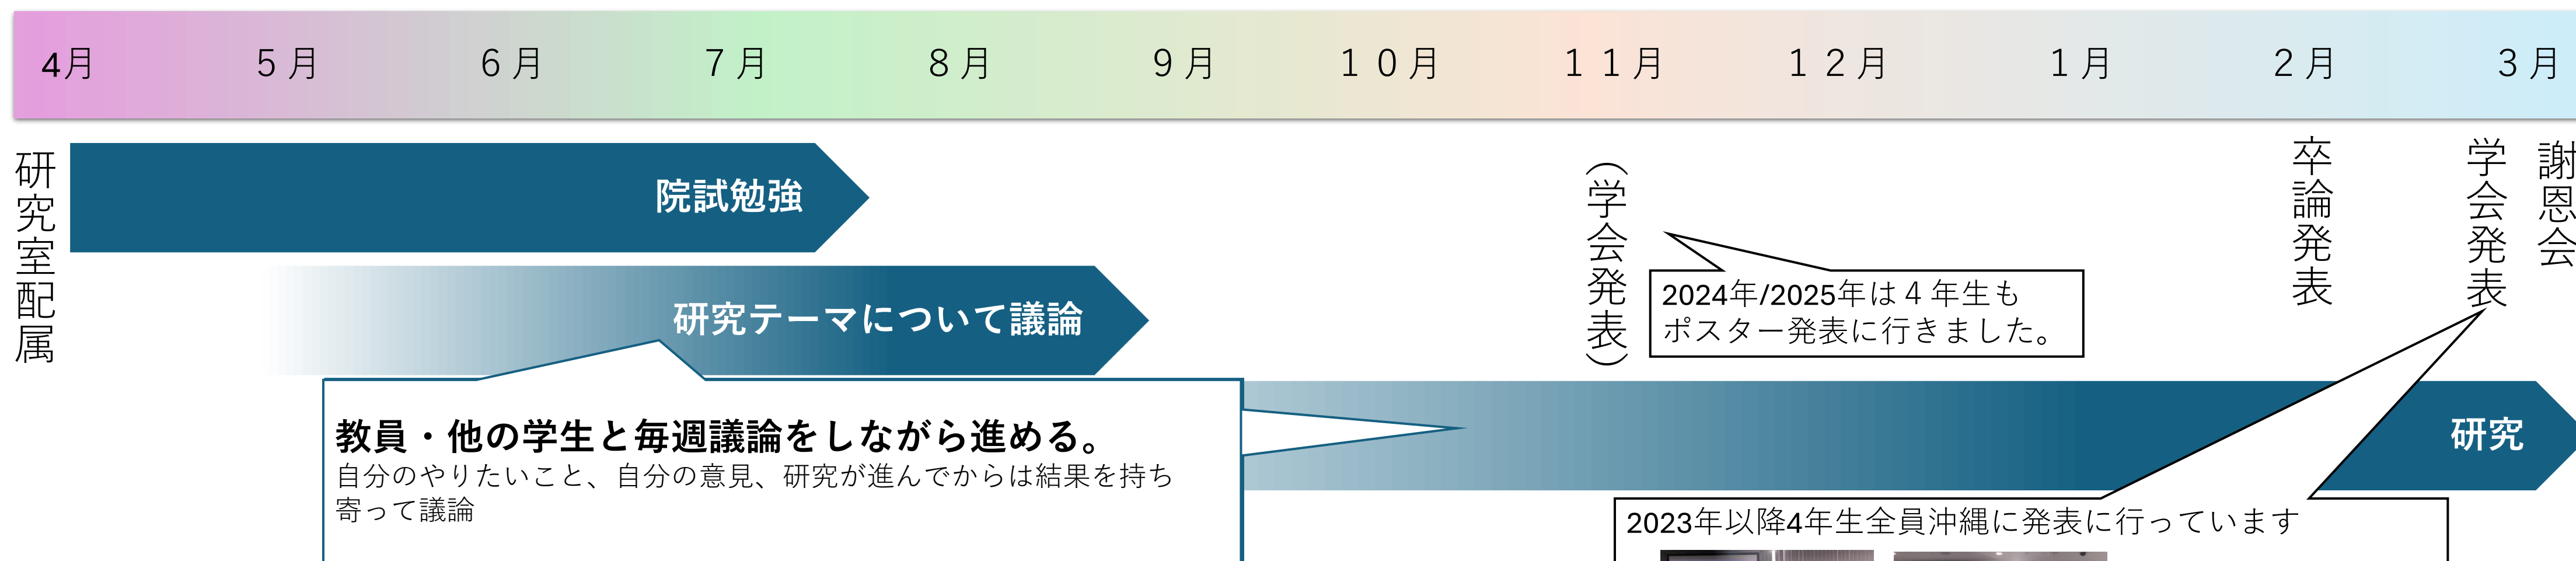 4月 5月 6月 7月 8月 9月 10月 11月 12月 1月 2月 3月
研究室配属
院試勉強
研究テーマについて議論
教員・他の学生と毎週議論をしながら進める。
自分のやりたいこと、自分の意見、研究が進んでからは結果を持ち
寄って議論
(学会発表)
2024年/2025年は4年生も
ポスター発表に行きました。
卒論発表
学会発表
謝恩会
研究
2023年以降4年生全員沖縄に発表に行っています